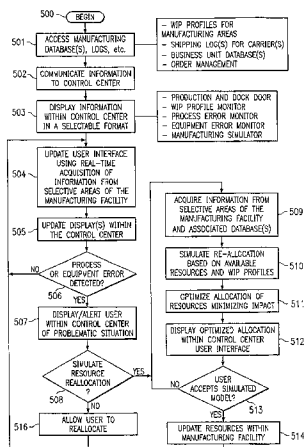 500
BEGIN
501
ACCESS MANUFACTURING
DATABASE(S), LOGS, etc.
- WIP PROFILES FOR
MANUFACTURING AREAS
- SHIPPING LOG(S) FOR CARRIER(S)
- BUSINESS UNIT DATABASE(S)
- ORDER MANAGEMENT
502
COMMUNICATE INFORMATION
TO CONTROL CENTER
503
DISPLAY INFORMATION
WITHIN CONTROL CENTER
IN A SELECTABLE FORMAT
- PRODUCTION AND DOCK DOOR
- WIP PROFILE MONITOR
- PROCESS ERROR MONITOR
- EQUIPMENT ERROR MONITOR
- MANUFACTURING SIMULATOR
504
UPDATE USER INTERFACE
USING REAL-TIME
ACQUISITION OF
INFORMATION FROM
SELECTIVE AREAS OF THE
MANUFACTURING FACILITY
505
UPDATE DISPLAY(S) WITHIN
THE CONTROL CENTER
NO
PROCESS
OR EQUIPMENT ERROR
DETECTED?
506
YES
507
DISPLAY/ALERT USER
WITHIN CONTROL CENTER
OF PROBLEMATIC SITUATION
SIMULATE
RESOURCE
REALLOCATION
?
508
YES
NO
516
ALLOW USER TO
REALLOCATE
ACQUIRE INFORMATION
FROM SELECTIVE AREAS
OF THE
MANUFACTURING FACILITY
AND ASSOCIATED DATABASE(S)
509
SIMULATE RE-ALLOCATION
BASED ON AVAILABLE
RESOURCES AND WIP PROFILES
510
OPTIMIZE ALLOCATION OF
RESOURCES MINIMIZING IMPACT
511
DISPLAY OPTIMIZED ALLOCATION
WITHIN CONTROL CENTER
USER INTERFACE
512
NO
USER
ACCEPTS SIMULATED
MODEL?
513
YES
UPDATE RESOURCES WITHIN
MANUFACTURING FACILITY
514